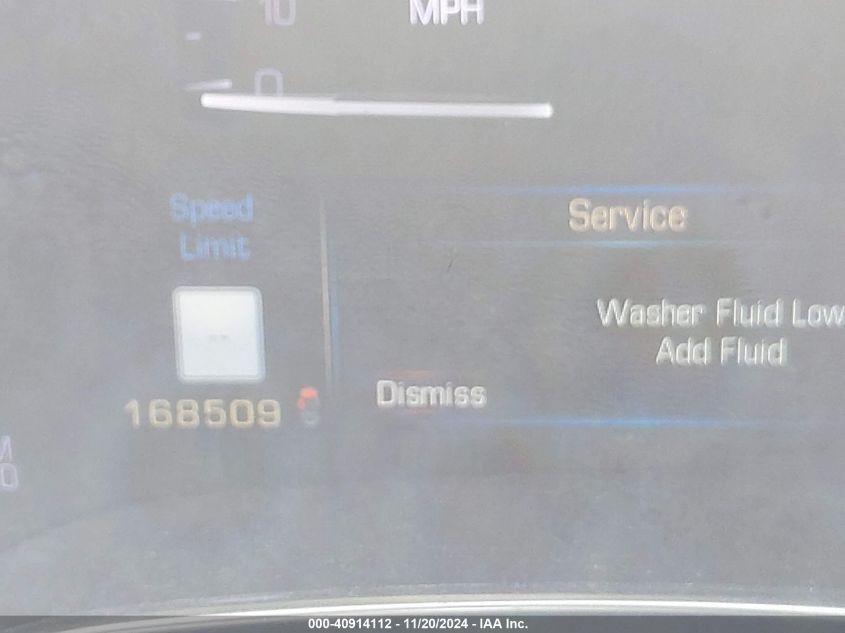 10
MPH
0
Speed
Limit
Service
--
Washer Fluid Low
Add Fluid
Dismiss
168509
M
0
000-40914112 - 11/20/2024 - IAA Inc.